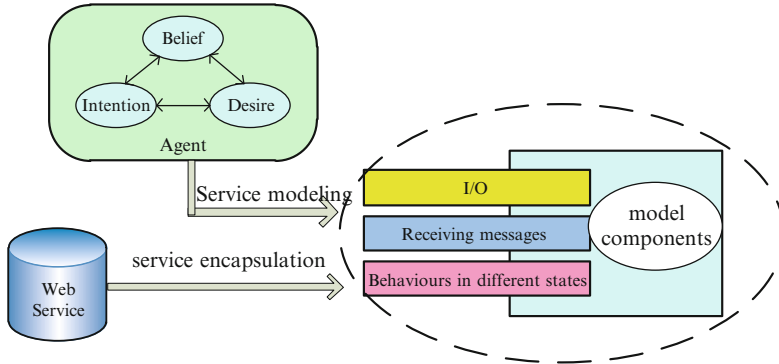 Belief
Intention
Desire
Agent
Service modeling
I/O
Receiving messages
Behaviours in different states
model
components
service encapsulation
Web
Service